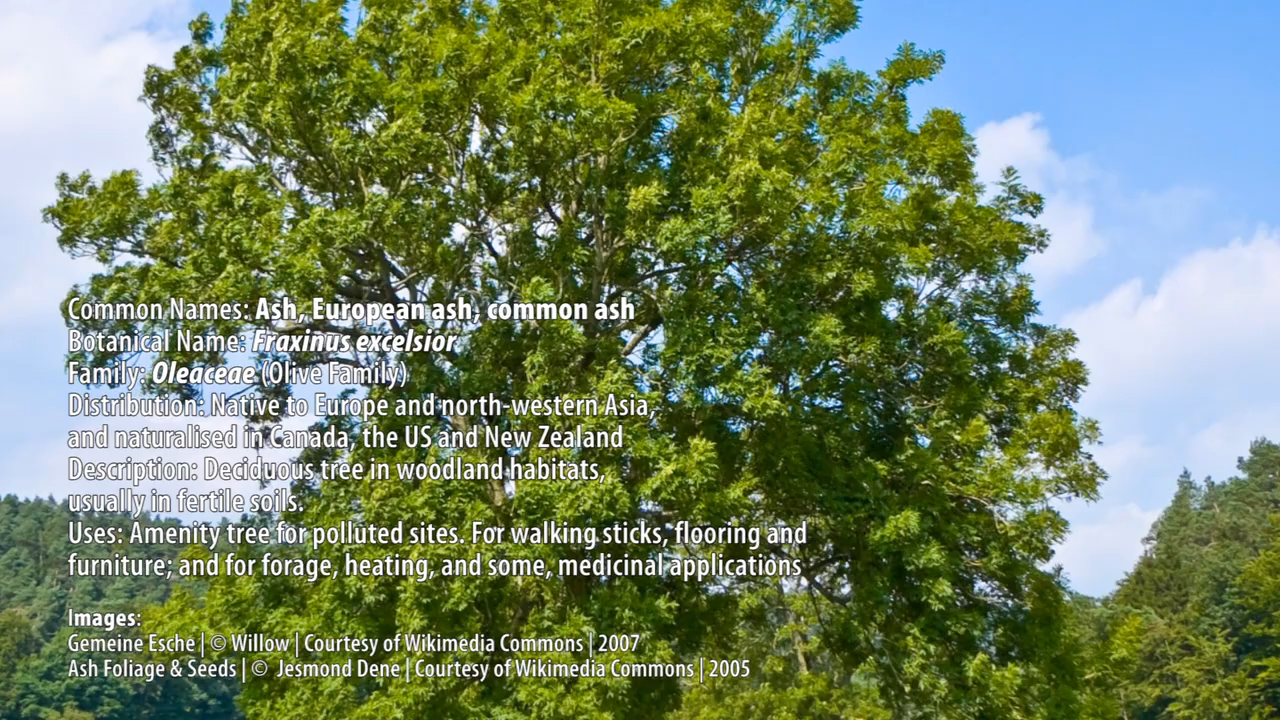 Common Names: Ash, European ash, common ash
Botanical Name: Fraxinus excelsior
Family: Oleaceae (Olive Family)
Distribution: Native to Europe and north-western Asia,
and naturalised in Canada, the US and New Zealand
Description: Deciduous tree in woodland habitats,
usually in fertile soils.
Uses: Amenity tree for polluted sites. For walking sticks, flooring and
furniture; and for forage, heating, and some, medicinal applications
Images:
Gemeine Esche | © Willow | Courtesy of Wikimedia Commons | 2007
Ash Foliage & Seeds | © Jesmond Dene | Courtesy of Wikimedia Commons | 2005